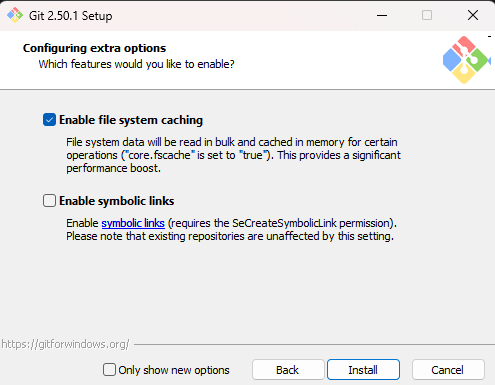 Git 2.50.1 Setup
Configuring extra options
Which features would you like to enable?
Enable file system caching
File system data will be read in bulk and cached in memory for certain
operations ("core.fscache" is set to "true"). This provides a significant
performance boost.
Enable symbolic links
Enable symbolic links (requires the SeCreateSymbolicLink permission).
Please note that existing repositories are unaffected by this setting.
https://gitforwindows.org/
Only show new options
Back
Install
Cancel